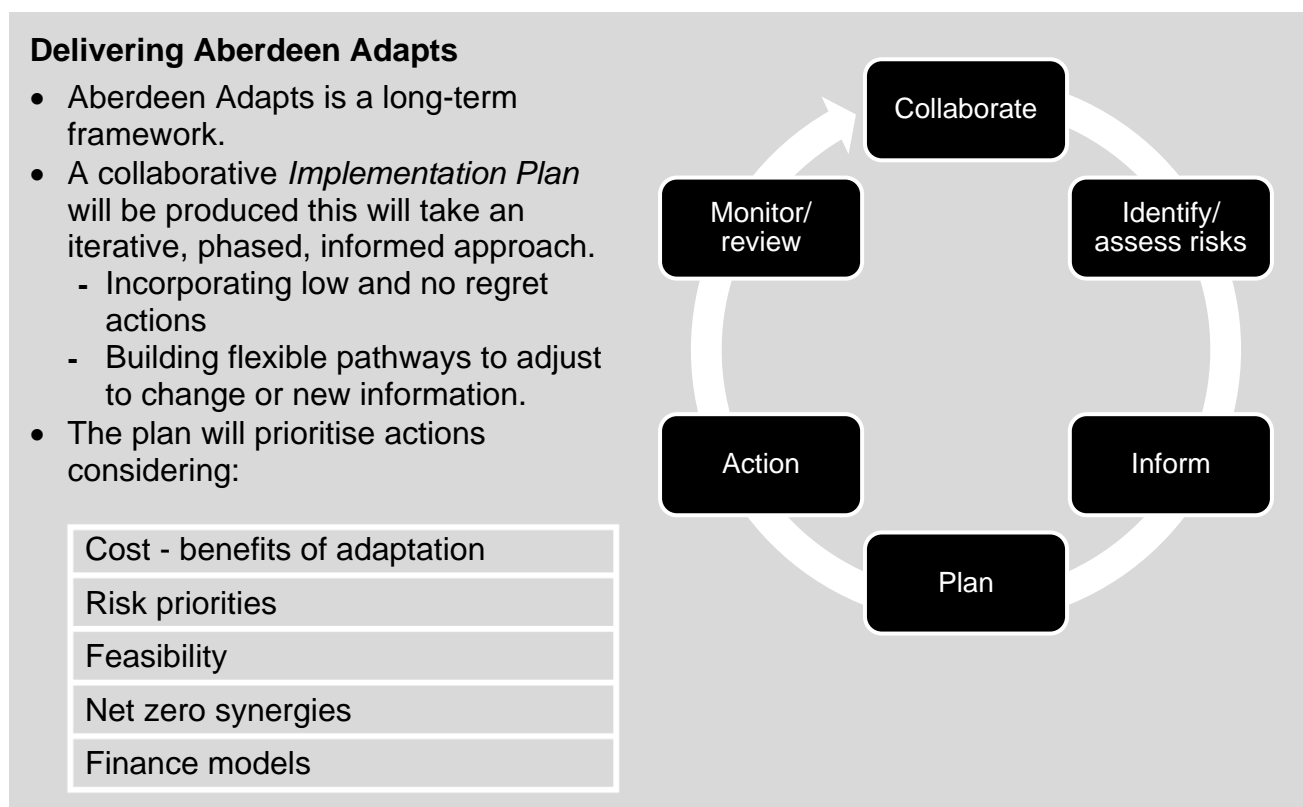 Delivering Aberdeen Adapts
• Aberdeen Adapts is a long-term
framework.
• A collaborative Implementation Plan
will be produced this will take an
iterative, phased, informed approach.
- Incorporating low and no regret
actions
- Building flexible pathways to adjust
to change or new information.
• The plan will prioritise actions
considering:
Cost - benefits of adaptation
Risk priorities
Feasibility
Net zero synergies
Finance models
Collaborate
Identify/
assess risks
Inform
Plan
Action
Monitor/
review